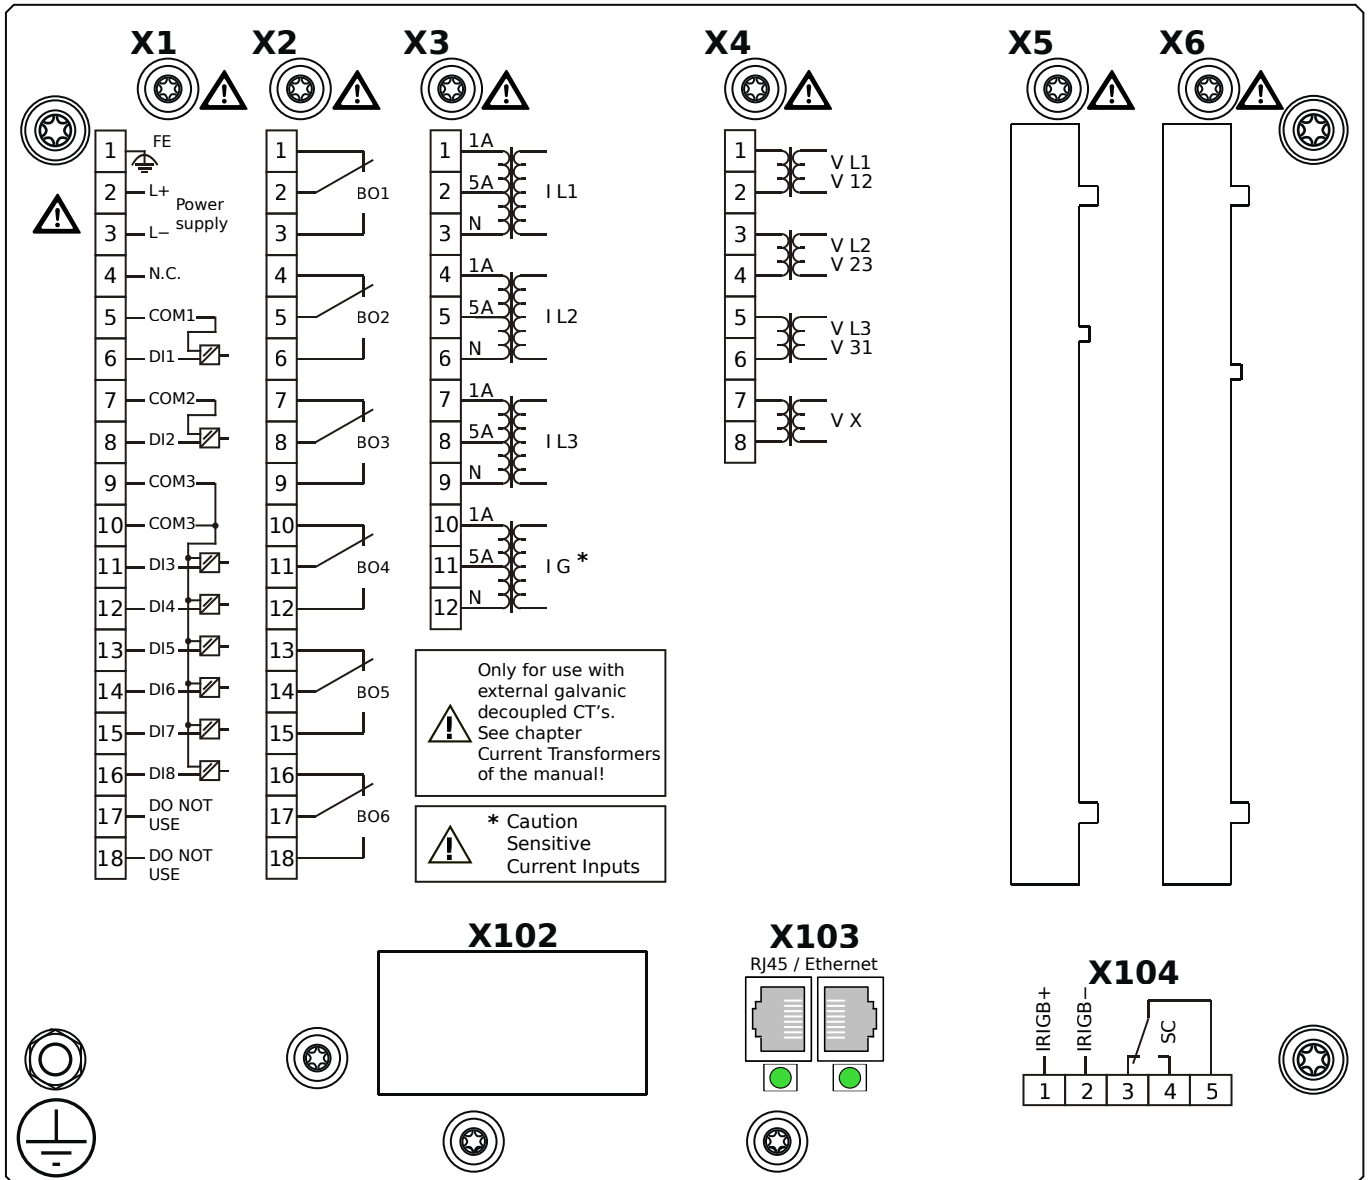 X1 X2 X3 X4 X5 X6
1 FE
2 L+
3 L−
Power
supply
4 N.C.
5 COM1
6 DI1
7 COM2
8 DI2
9 COM3
10 COM3
11 DI3
12 DI4
13 DI5
14 DI6
15 DI7
16 DI8
17 DO NOT
USE
18 DO NOT
USE
1
2 BO1
3
4
5 BO2
6
7
8 BO3
9
10
11 BO4
12
13
14 BO5
15
16
17 BO6
18
1 1A
2 5A I L1
3 N
4 1A
5 5A I L2
6 N
7 1A
8 5A I L3
9 N
10 1A
11 5A I G *
12 N
1 V L1
2 V 12
3 V L2
4 V 23
5 V L3
6 V 31
7 V X
8
!
Only for use with
external galvanic
decoupled CT's.
See chapter
Current Transformers
of the manual!
* Caution
Sensitive
Current Inputs
X102
X103
RJ45 / Ethernet
X104
IRIGB+
IRIGB−
SC
1 2 3 4 5